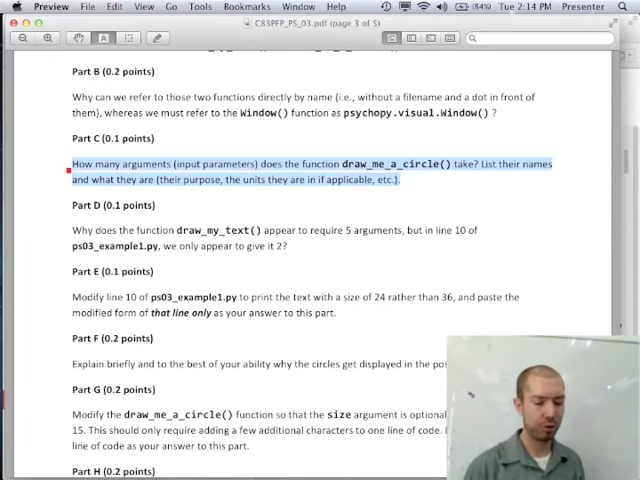 Preview File Edit View Go Tools Bookmarks Window Help (84%) Tue 2:14 PM Presenter
C83PFP_PS_03.pdf (page 3 of 5)
Part B (0.2 points)
Why can we refer to those two functions directly by name (i.e., without a filename and a dot in front of
them), whereas we must refer to the Window() function as psychopy.visual.Window() ?
Part C (0.1 points)
How many arguments (input parameters) does the function draw_me_a_circle() take? List their names
and what they are (their purpose, the units they are in if applicable, etc.).
Part D (0.1 points)
Why does the function draw_my_text() appear to require 5 arguments, but in line 10 of
ps03_example1.py, we only appear to give it 2?
Part E (0.1 points)
Modify line 10 of ps03_example1.py to print the text with a size of 24 rather than 36, and paste the
modified form of that line only as your answer to this part.
Part F (0.2 points)
Explain briefly and to the best of your ability why the circles get displayed in the
Part G (0.2 points)
Modify the draw_me_a_circle() function so that the size argument is optional
15. This should only require adding a few additional characters to one line of code.
line of code as your answer to this part.
Part H (0.2 points)